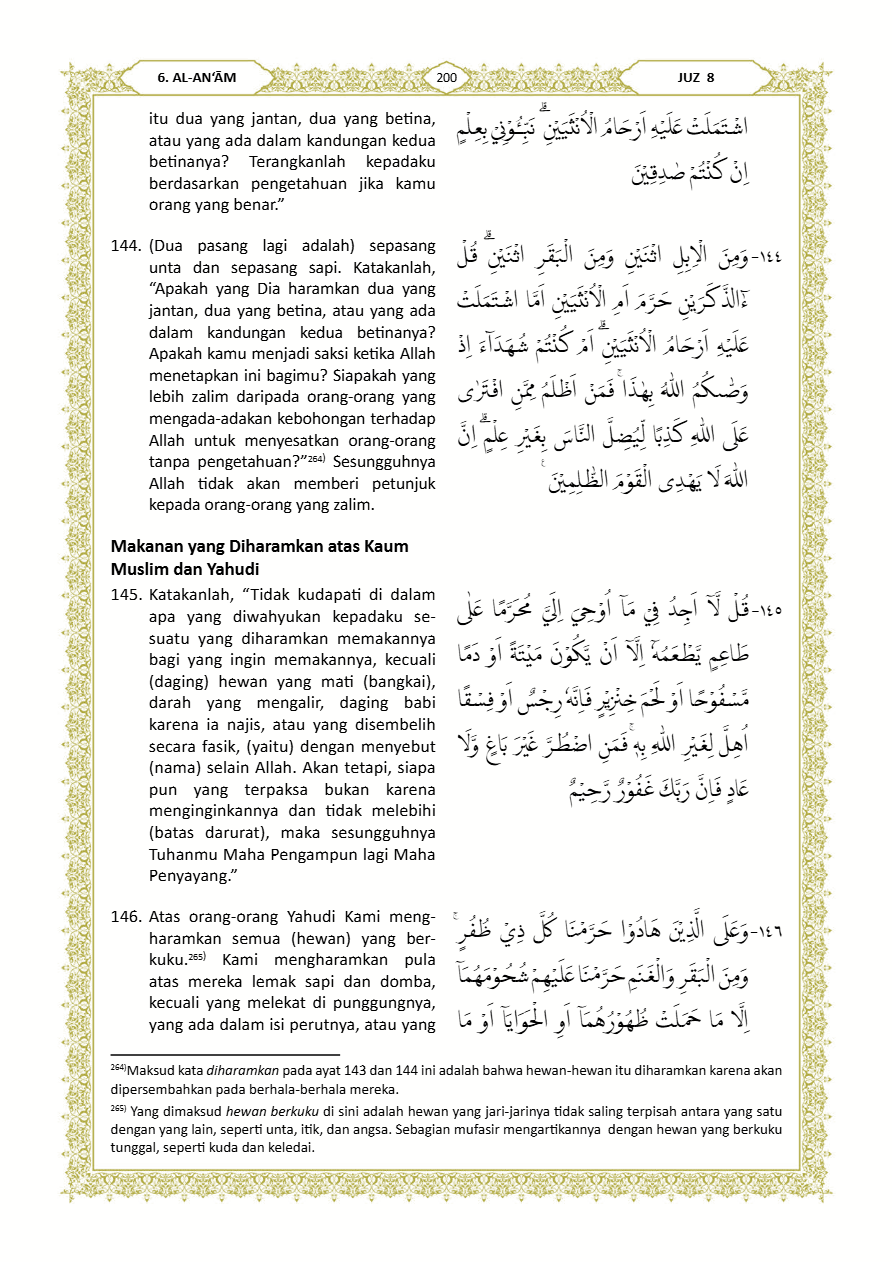 6. AL-AN‘ĀM
200
JUZ 8
itu dua yang jantan, dua yang betina,
atau yang ada dalam kandungan kedua
betinanya? Terangkanlah kepadaku
berdasarkan pengetahuan jika kamu
orang yang benar.”
اشْتَمَلَتْ عَلَيْهِ اَرْحَامُ الْاُنْثَيَيْنِۗ نَبِّـُٔوْنِيْ بِعِلْمٍ
اِنْ كُنْتُمْ صٰدِقِيْنَ
144. (Dua pasang lagi adalah) sepasang
unta dan sepasang sapi. Katakanlah,
“Apakah yang Dia haramkan dua yang
jantan, dua yang betina, atau yang ada
dalam kandungan kedua betinanya?
Apakah kamu menjadi saksi ketika Allah
menetapkan ini bagimu? Siapakah yang
lebih zalim daripada orang-orang yang
mengada-adakan kebohongan terhadap
Allah untuk menyesatkan orang-orang
tanpa pengetahuan?”²⁶⁴⁾ Sesungguhnya
Allah tidak akan memberi petunjuk
kepada orang-orang yang zalim.
١٤٤- وَمِنَ الْاِبِلِ اثْنَيْنِ وَمِنَ الْبَقَرِ اثْنَيْنِۗ قُلْ
ءٰۤالذَّكَرَيْنِ حَرَّمَ اَمِ الْاُنْثَيَيْنِ اَمَّا اشْتَمَلَتْ
عَلَيْهِ اَرْحَامُ الْاُنْثَيَيْنِۗ اَمْ كُنْتُمْ شُهَدَاۤءَ اِذْ
وَصّٰىكُمُ اللّٰهُ بِهٰذَاۚ فَمَنْ اَظْلَمُ مِمَّنِ افْتَرٰى
عَلَى اللّٰهِ كَذِبًا لِّيُضِلَّ النَّاسَ بِغَيْرِ عِلْمٍۗ اِنَّ
اللّٰهَ لَا يَهْدِى الْقَوْمَ الظّٰلِمِيْنَ ࣖ
Makanan yang Diharamkan atas Kaum
Muslim dan Yahudi
145. Katakanlah, “Tidak kudapati di dalam
apa yang diwahyukan kepadaku se-
suatu yang diharamkan memakannya
bagi yang ingin memakannya, kecuali
(daging) hewan yang mati (bangkai),
darah yang mengalir, daging babi
karena ia najis, atau yang disembelih
secara fasik, (yaitu) dengan menyebut
(nama) selain Allah. Akan tetapi, siapa
pun yang terpaksa bukan karena
menginginkannya dan tidak melebihi
(batas darurat), maka sesungguhnya
Tuhanmu Maha Pengampun lagi Maha
Penyayang.”
١٤٥- قُلْ لَّآ اَجِدُ فِيْ مَآ اُوْحِيَ اِلَيَّ مُحَرَّمًا عَلٰى
طَاعِمٍ يَّطْعَمُهٗٓ اِلَّآ اَنْ يَّكُوْنَ مَيْتَةً اَوْ دَمًا
مَّسْفُوْحًا اَوْ لَحْمَ خِنْزِيْرٍ فَاِنَّهٗ رِجْسٌ اَوْ فِسْقًا
اُهِلَّ لِغَيْرِ اللّٰهِ بِهٖۚ فَمَنِ اضْطُرَّ غَيْرَ بَاغٍ وَّلَا
عَادٍ فَاِنَّ رَبَّكَ غَفُوْرٌ رَّحِيْمٌ
146. Atas orang-orang Yahudi Kami meng-
haramkan semua (hewan) yang ber-
kuku.²⁶⁵⁾ Kami mengharamkan pula
atas mereka lemak sapi dan domba,
kecuali yang melekat di punggungnya,
yang ada dalam isi perutnya, atau yang
١٤٦- وَعَلَى الَّذِيْنَ هَادُوْا حَرَّمْنَا كُلَّ ذِيْ ظُفُرٍۚ
وَمِنَ الْبَقَرِ وَالْغَنَمِ حَرَّمْنَا عَلَيْهِمْ شُحُوْمَهُمَآ
اِلَّا مَا حَمَلَتْ ظُهُوْرُهُمَآ اَوِ الْحَوَايَآ اَوْ مَا
²⁶⁴⁾Maksud kata diharamkan pada ayat 143 dan 144 ini adalah bahwa hewan-hewan itu diharamkan karena akan
dipersembahkan pada berhala-berhala mereka.
²⁶⁵⁾ Yang dimaksud hewan berkuku di sini adalah hewan yang jari-jarinya tidak saling terpisah antara yang satu
dengan yang lain, seperti unta, itik, dan angsa. Sebagian mufasir mengartikannya dengan hewan yang berkuku
tunggal, seperti kuda dan keledai.